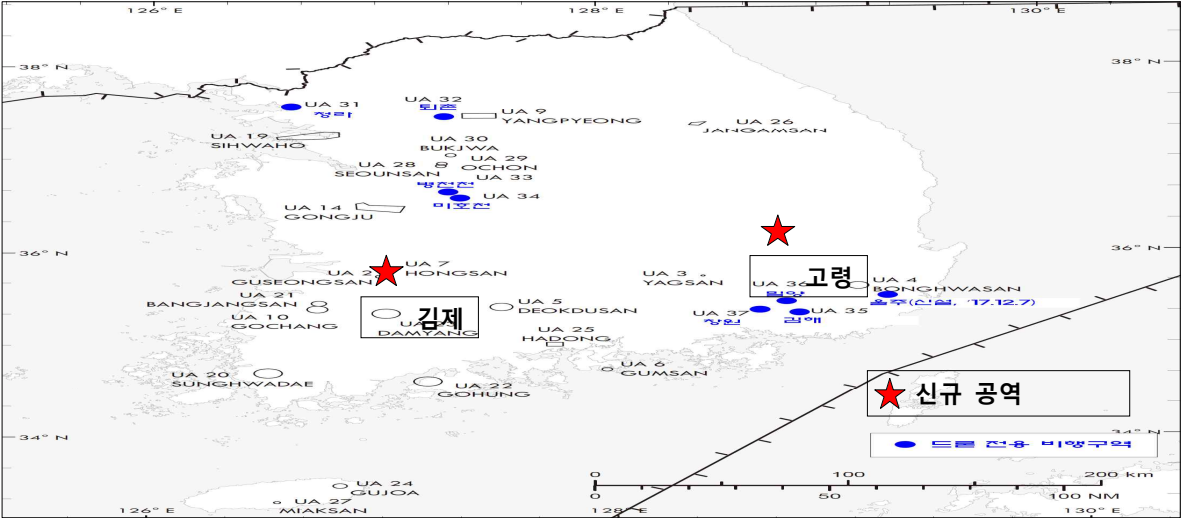 126° E
128° E
130° E
38° N
38° N
UA 31
청라
UA 32
퇴촌
UA 9
YANGPYEONG
UA 26
JANGAMSAN
UA 19
SIHWAHO
UA 30
BUKJWA
UA 28
SEOUNSAN
UA 29
OCHON
UA 33
병천천
UA 34
미호천
UA 14
GONGJU
36° N
36° N
UA 7
HONGSAN
UA 2
GUSEONGSAN
UA 3
YAGSAN
고령
UA 36
밀양
UA 4
BONGHWASAN
울주(신설, '17.12.7)
UA 21
BANGJANGSAN
UA 10
GOCHANG
김제
UA
DAMYANG
UA 5
DEOKDUSAN
UA 37
창원
UA 35
김해
UA 25
HADONG
UA 6
GUMSAN
UA 20
SUNGHWADAE
UA 22
GOHUNG
신규 공역
34° N
34° N
드론 전용 비행구역
UA 24
GUJOA
UA 27
MIAKSAN
0 100 200 km
0 50 100 NM
126° E
128° E
130° E